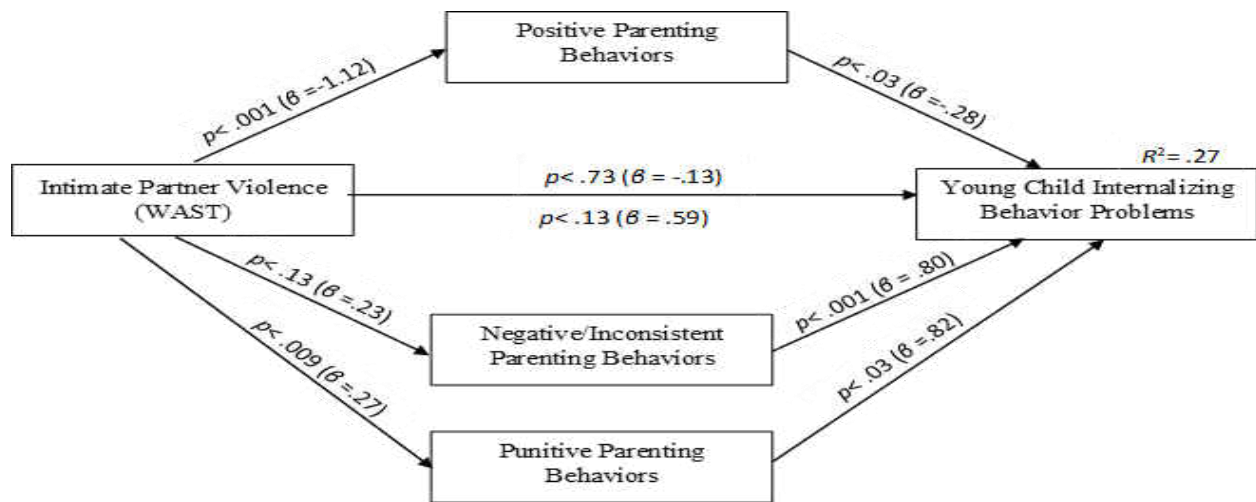 Positive Parenting
Behaviors
p< .001 (β =-1.12)
p< .03 (β =-.28)
R²= .27
Intimate Partner Violence
(WAST)
p< .73 (β = -.13)
p< .13 (β = .59)
Young Child Internalizing
Behavior Problems
p< .13 (β =.23)
p< .001 (β = .80)
Negative/Inconsistent
Parenting Behaviors
p< .009 (β =.27)
p< .03 (β =.82)
Punitive Parenting
Behaviors